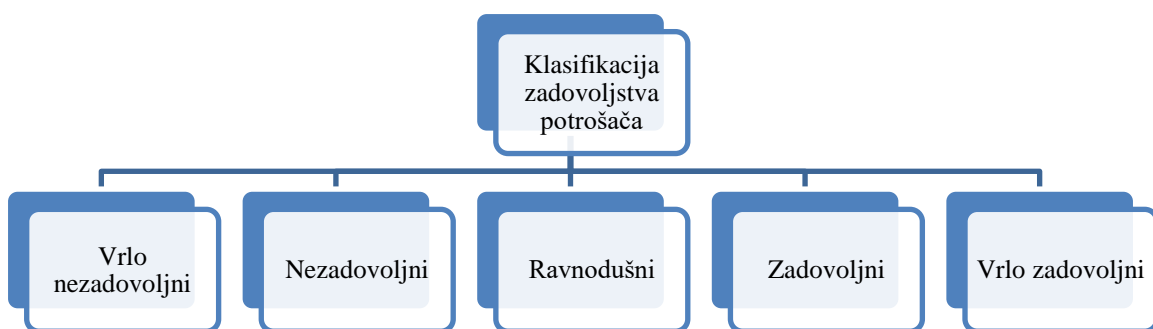 Klasifikacija
zadovoljstva
potrošača
Vrlo
nezadovoljni
Nezadovoljni
Ravnodušni
Zadovoljni
Vrlo zadovoljni